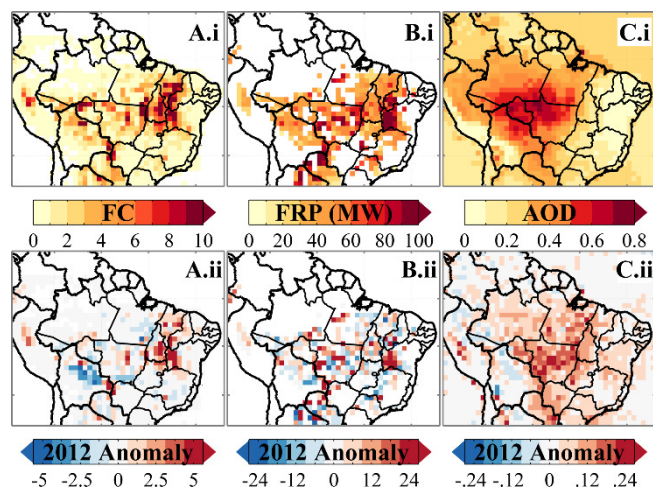 A.i B.i C.i
FC FRP (MW) AOD
0 2 4 6 8 10 0 20 40 60 80 100 0 0.2 0.4 0.6 0.8
A.ii B.ii C.ii
2012 Anomaly 2012 Anomaly 2012 Anomaly
-5 -2.5 0 2.5 5 -24 -12 0 12 24 -.24 -.12 0 .12 .24